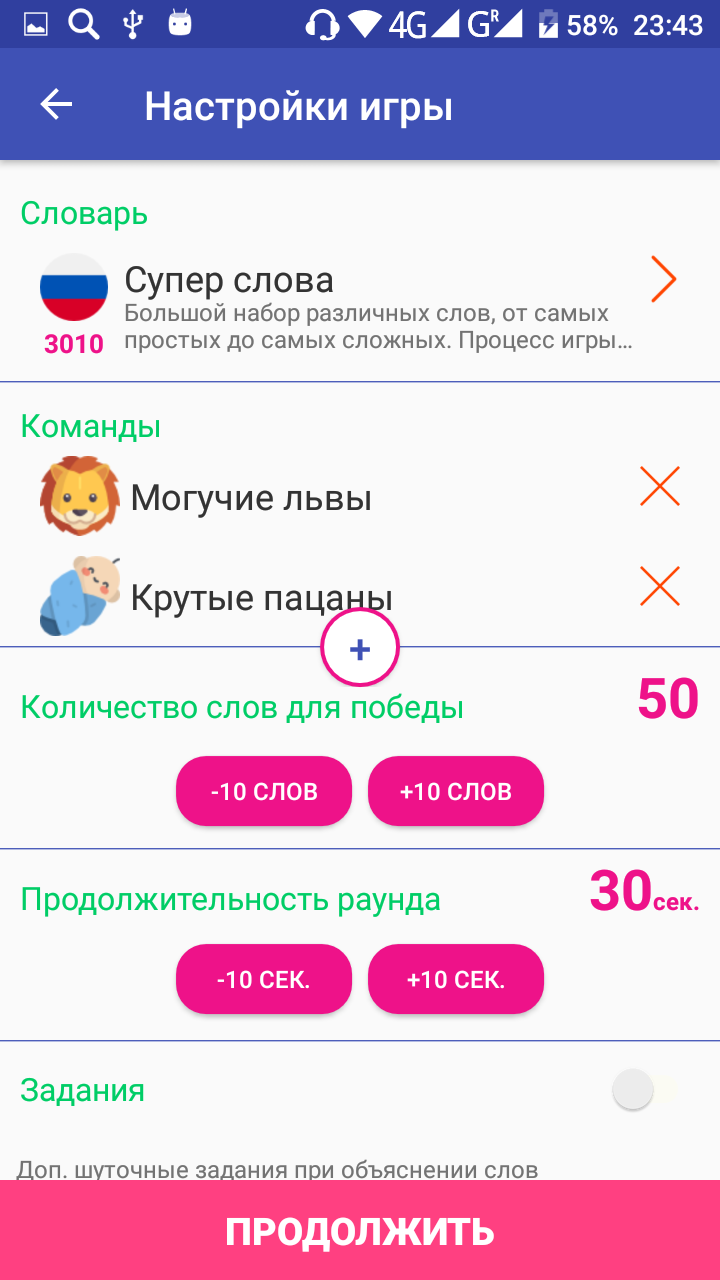 4G GR 58% 23:43
Настройки игры
Словарь
Супер слова
Большой набор различных слов, от самых
простых до самых сложных. Процесс игры...
3010
Команды
Могучие львы
Крутые пацаны
+
Количество слов для победы 50
-10 СЛОВ +10 СЛОВ
Продолжительность раунда 30сек.
-10 СЕК. +10 СЕК.
Задания
Доп. шуточные задания при объяснении слов
ПРОДОЛЖИТЬ